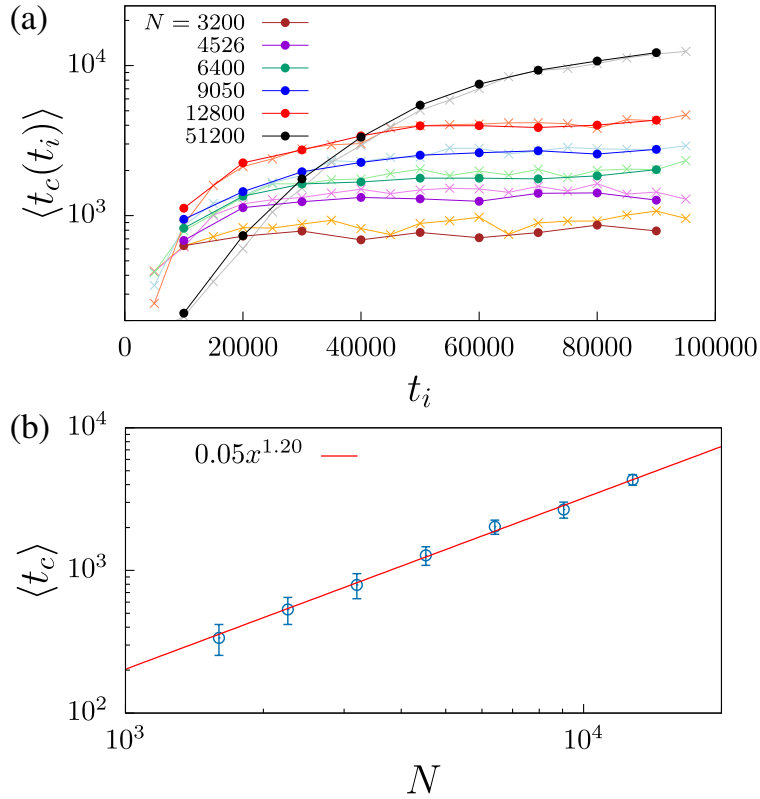 (a)
10^4
10^3
⟨t_c(t_i)⟩
N = 3200
4526
6400
9050
12800
51200
0 20000 40000 60000 80000 100000
t_i
(b)
10^4
10^3
10^2
⟨t_c⟩
0.05x^{1.20}
10^3 10^4
N